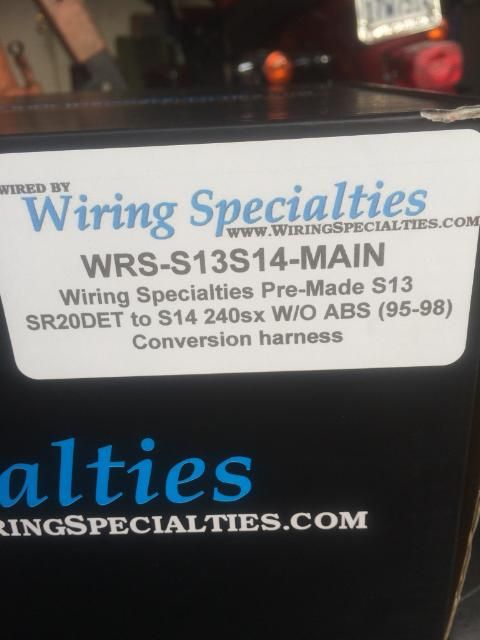 WIRED BY
Wiring Specialties
WWW.WIRINGSPECIALTIES.COM
WRS-S13S14-MAIN
Wiring Specialties Pre-Made S13
SR20DET to S14 240sx W/O ABS (95-98)
Conversion harness
alties
RINGSPECIALTIES.COM